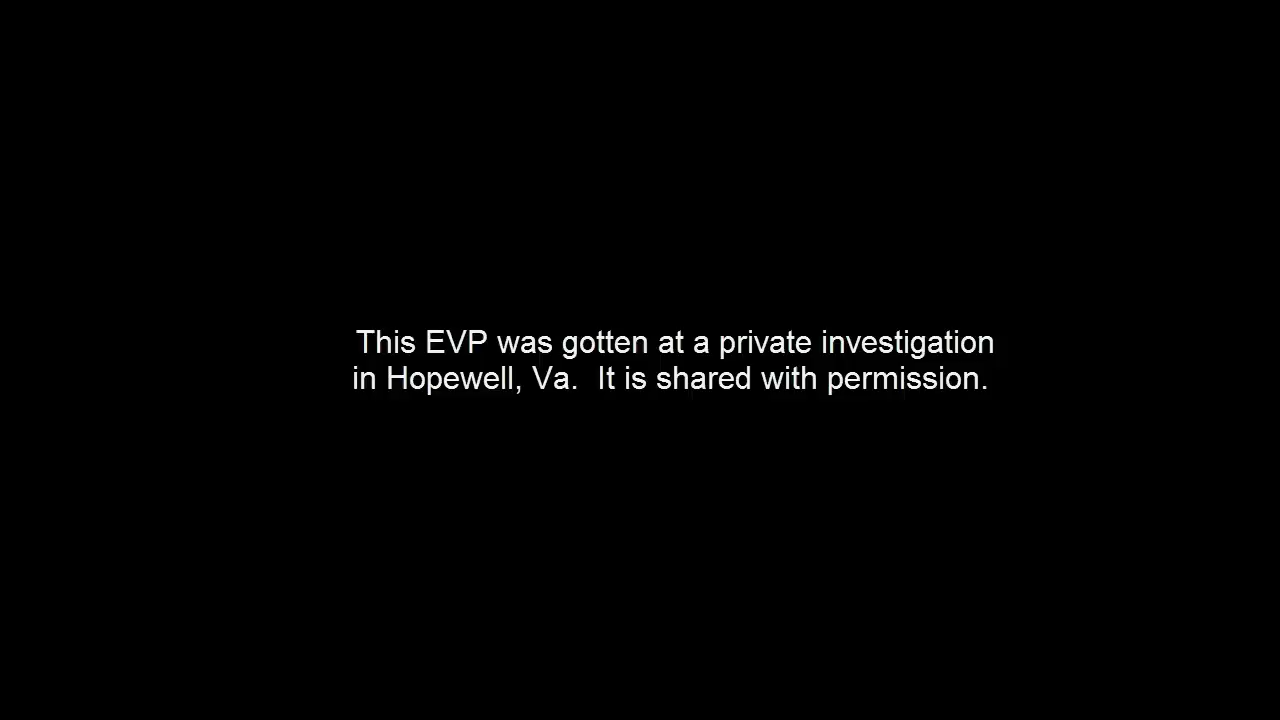 This EVP was gotten at a private investigation
in Hopewell, Va.  It is shared with permission.